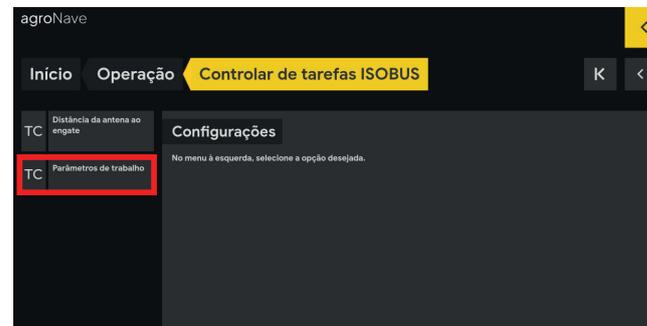 agroNave
Início
Operação
Controlar de tarefas ISOBUS
K
<
TC
Distância da antena ao
engate
TC
Parâmetros de trabalho
Configurações
No menu à esquerda, selecione a opção desejada.